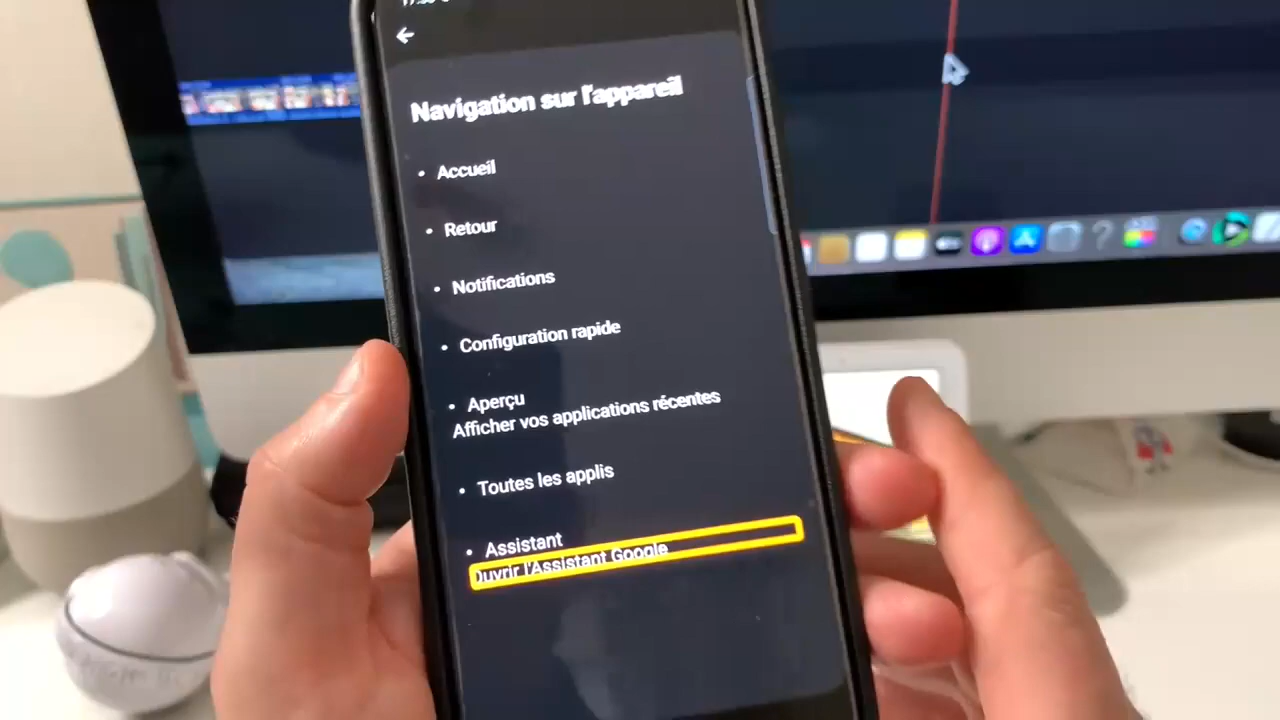 Navigation sur l'appareil
• Accueil
• Retour
• Notifications
• Configuration rapide
• Aperçu
Afficher vos applications récentes
• Toutes les applis
• Assistant
Ouvrir l'Assistant Google